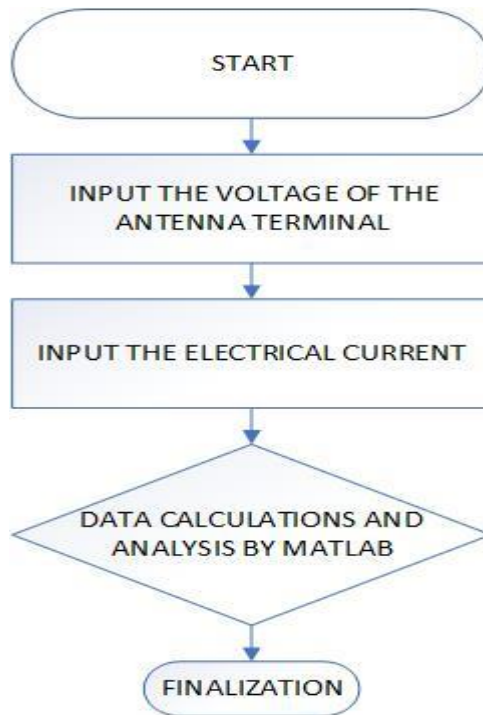 START
INPUT THE VOLTAGE OF THE
ANTENNA TERMINAL
INPUT THE ELECTRICAL CURRENT
DATA CALCULATIONS AND
ANALYSIS BY MATLAB
FINALIZATION